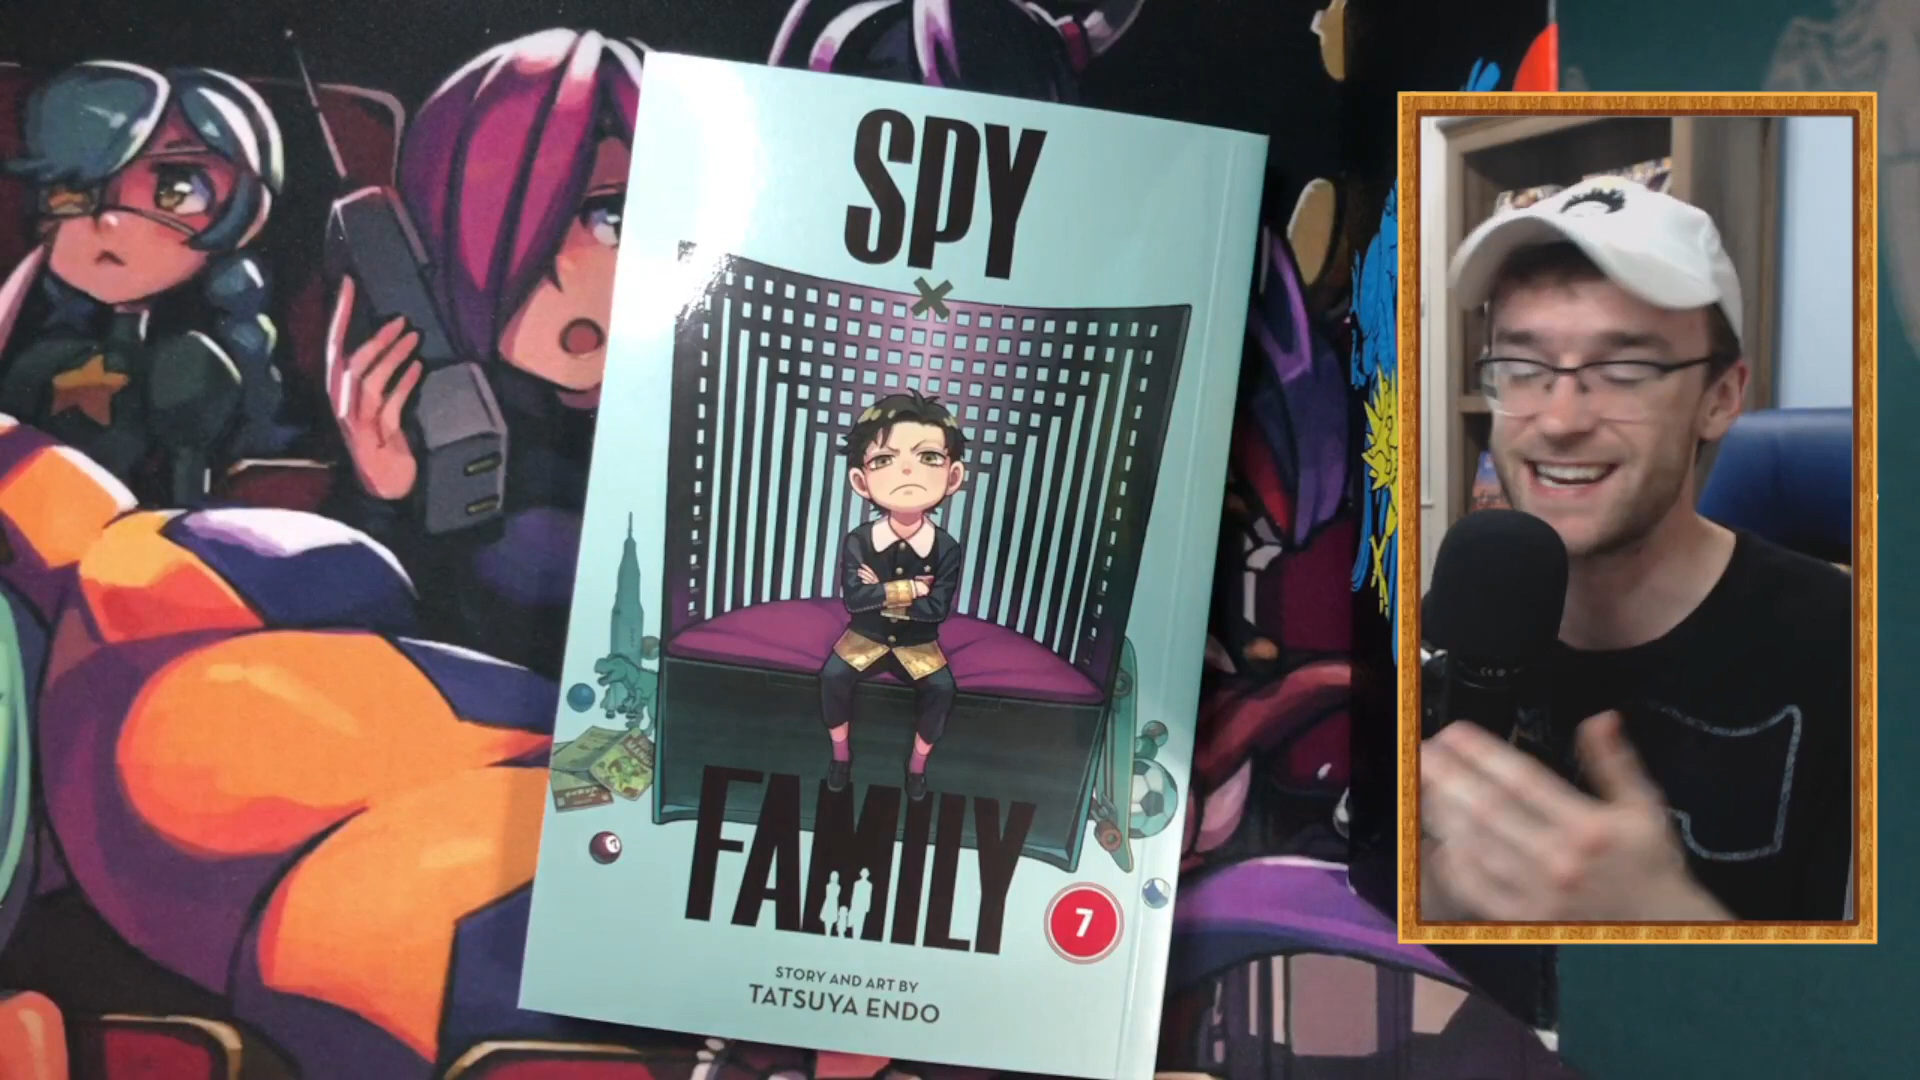 SPY
×
FAMILY
7
STORY AND ART BY
TATSUYA ENDO